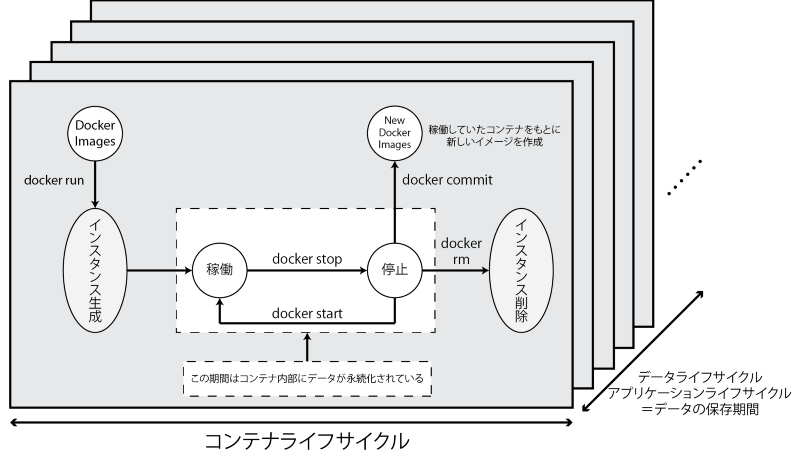 Docker
Images
docker run
インスタンス生成
稼働
docker stop
docker start
停止
docker commit
New
Docker
Images
稼働していたコンテナをもとに
新しいイメージを作成
docker
rm
インスタンス削除
この期間はコンテナ内部にデータが永続化されている
コンテナライフサイクル
データライフサイクル
アプリケーションライフサイクル
＝データの保存期間